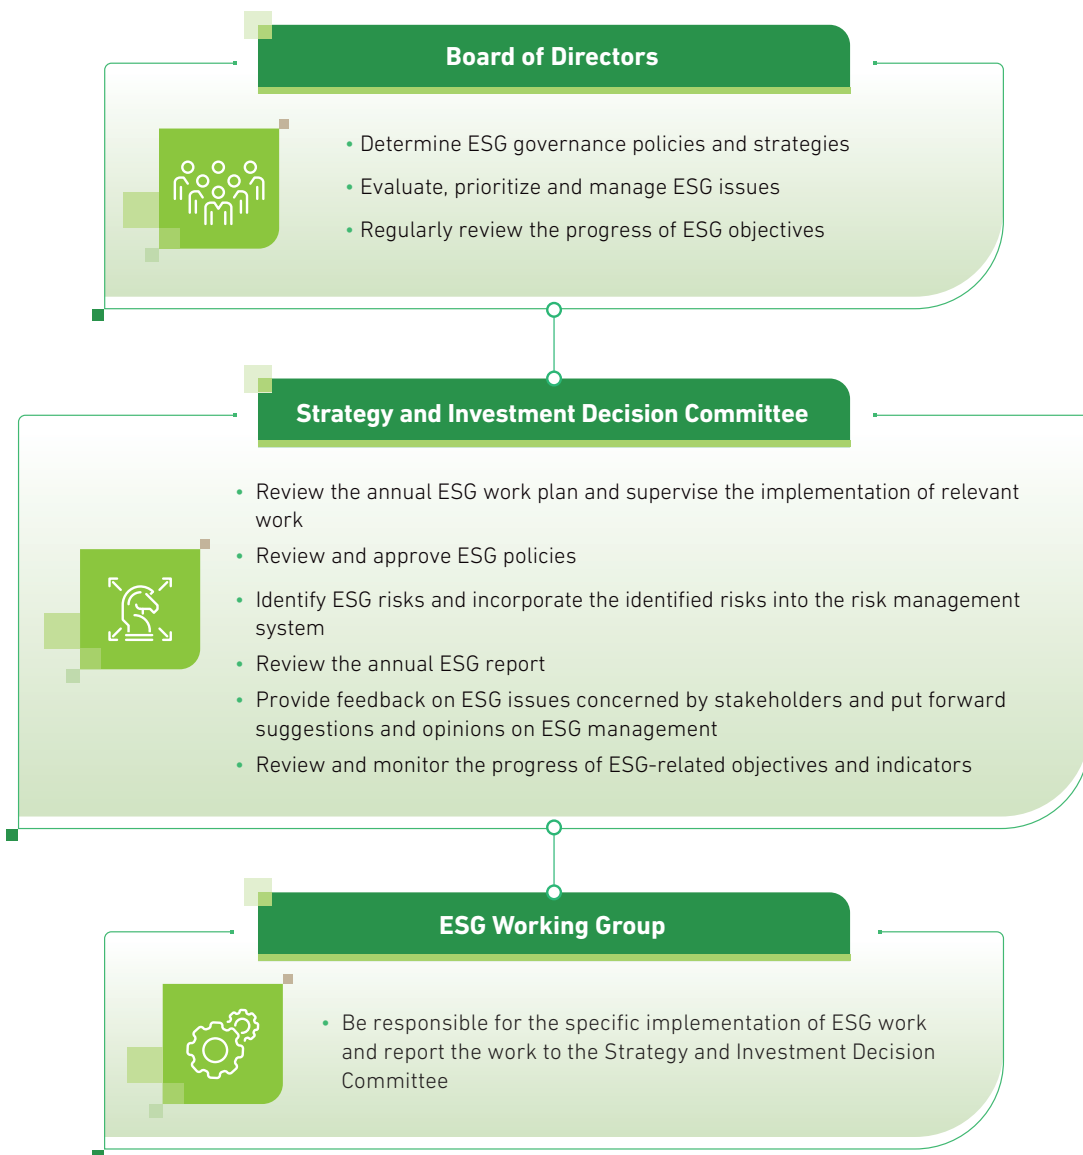 Board of Directors
• Determine ESG governance policies and strategies
• Evaluate, prioritize and manage ESG issues
• Regularly review the progress of ESG objectives
Strategy and Investment Decision Committee
• Review the annual ESG work plan and supervise the implementation of relevant
work
• Review and approve ESG policies
• Identify ESG risks and incorporate the identified risks into the risk management
system
• Review the annual ESG report
• Provide feedback on ESG issues concerned by stakeholders and put forward
suggestions and opinions on ESG management
• Review and monitor the progress of ESG-related objectives and indicators
ESG Working Group
• Be responsible for the specific implementation of ESG work
and report the work to the Strategy and Investment Decision
Committee